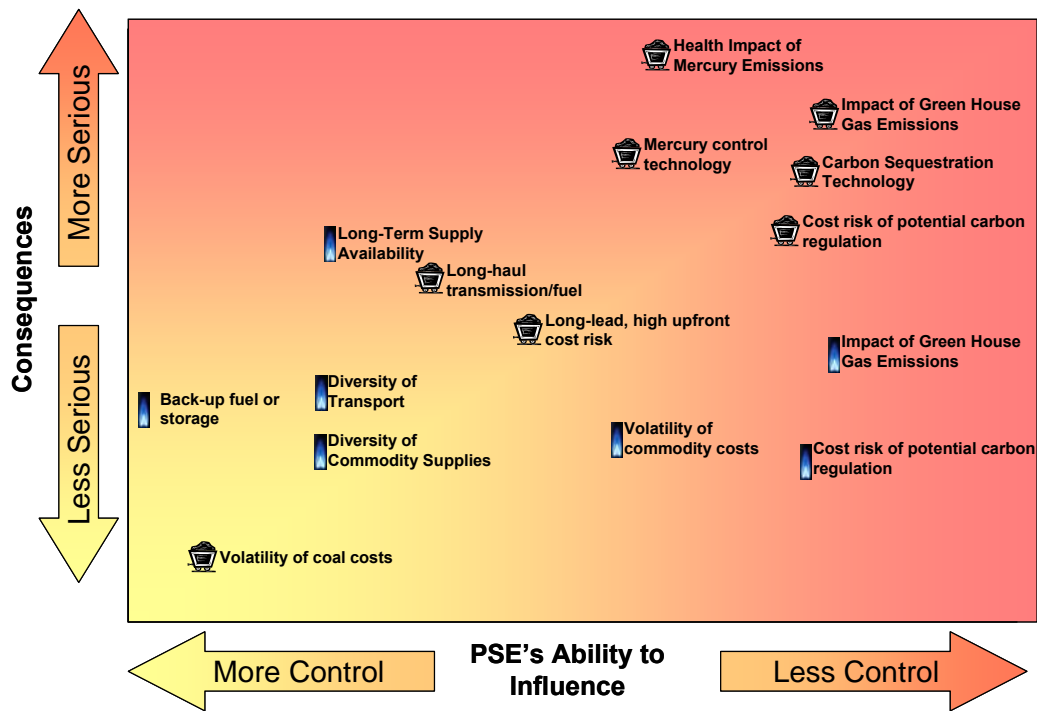 Consequences
More Serious
Less Serious
Health Impact of
Mercury Emissions
Impact of Green House
Gas Emissions
Mercury control
technology
Carbon Sequestration
Technology
Cost risk of potential carbon
regulation
Long-Term Supply
Availability
Long-haul
transmission/fuel
Long-lead, high upfront
cost risk
Impact of Green House
Gas Emissions
Diversity of
Transport
Back-up fuel or
storage
Diversity of
Commodity Supplies
Volatility of
commodity costs
Cost risk of potential carbon
regulation
Volatility of coal costs
More Control
PSE's Ability to
Influence
Less Control